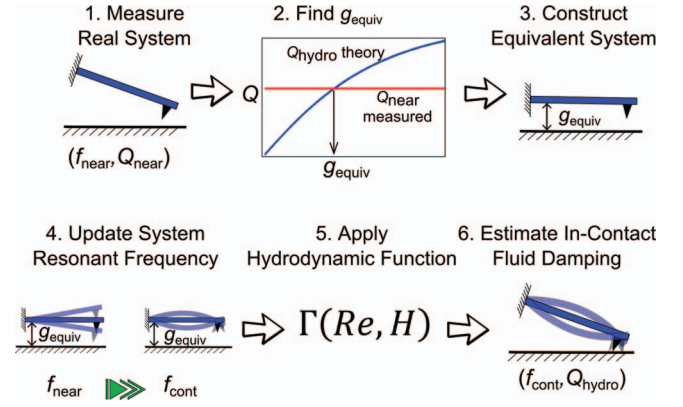 1. Measure
Real System
(f_near, Q_near)
2. Find g_equiv
Q_hydro theory
Q
Q_near
measured
g_equiv
3. Construct
Equivalent System
g_equiv
4. Update System
Resonant Frequency
g_equiv
g_equiv
f_near
f_cont
5. Apply
Hydrodynamic Function
Γ(Re, H)
6. Estimate In-Contact
Fluid Damping
(f_cont, Q_hydro)